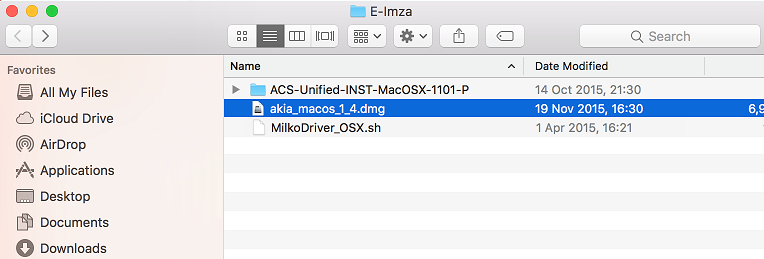 E-Imza
Search
Favorites
All My Files
iCloud Drive
AirDrop
Applications
Desktop
Documents
Downloads
Name Date Modified
ACS-Unified-INST-MacOSX-1101-P 14 Oct 2015, 21:30
akia_macos_1_4.dmg 19 Nov 2015, 16:30 6,9
MilkoDriver_OSX.sh 1 Apr 2015, 16:21